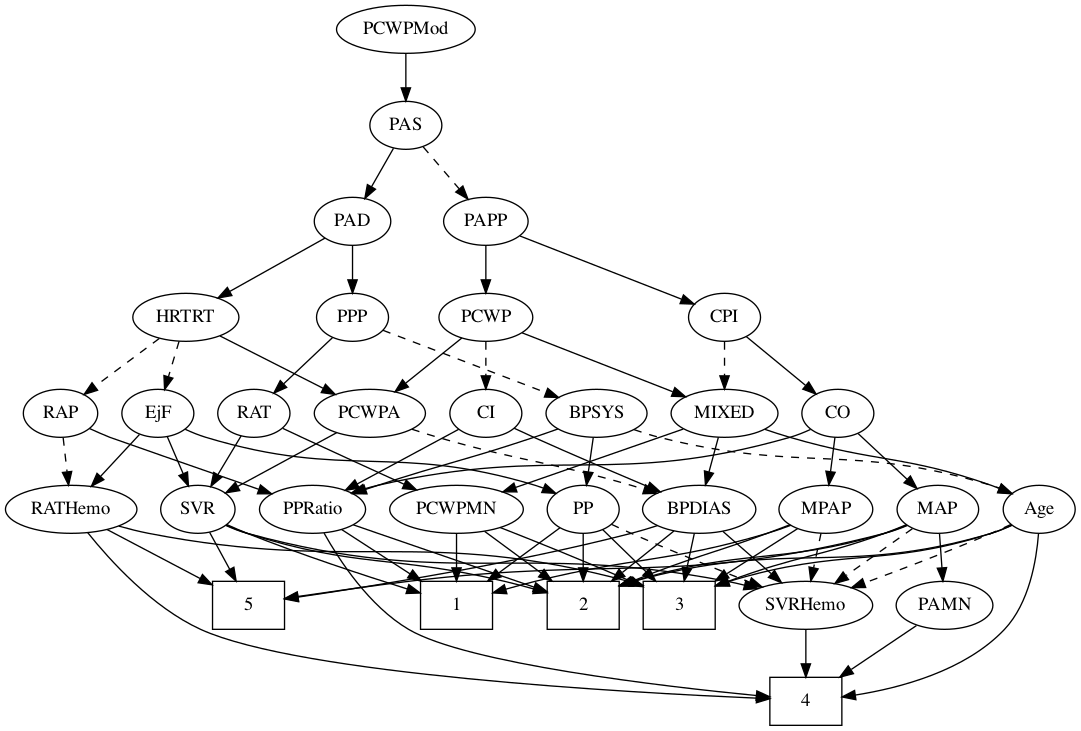 PCWPMod
PAS
PAD
PAPP
HRTRT
PPP
PCWP
CPI
RAP
EjF
RAT
PCWPA
CI
BPSYS
MIXED
CO
RATHemo
SVR
PPRatio
PCWPMN
PP
BPDIAS
MPAP
MAP
Age
5
1
2
3
SVRHemo
PAMN
4